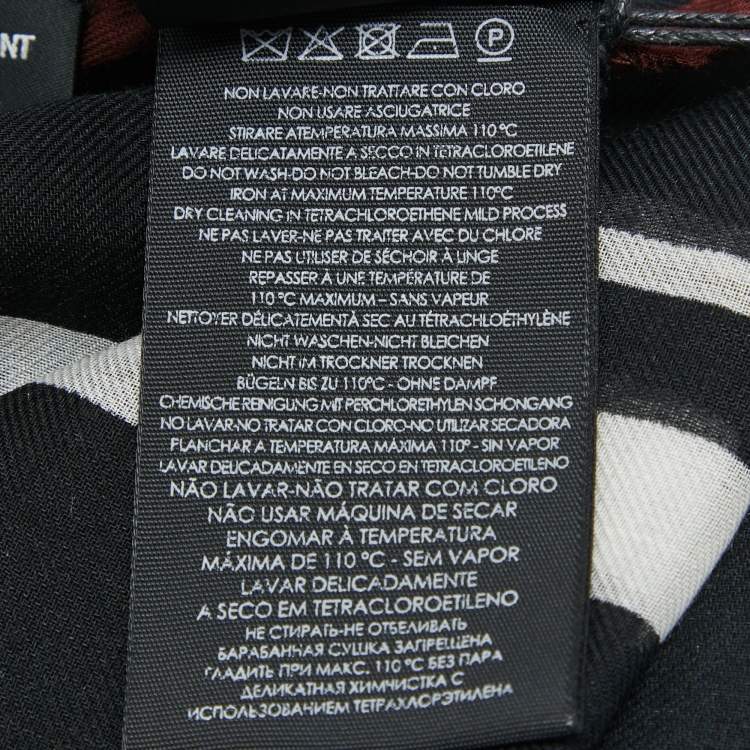 NT
P
NON LAVARE-NON TRATTARE CON CLORO
NON USARE ASCIUGATRICE
STIRARE ATEMPERATURA MASSIMA 110 °C
LAVARE DELICATAMENTE A SECCO IN TETRACLOROETILENE
DO NOT WASH-DO NOT BLEACH-DO NOT TUMBLE DRY
IRON AT MAXIMUM TEMPERATURE 110°C
DRY CLEANING IN TETRACHLOROETHENE MILD PROCESS
NE PAS LAVER-NE PAS TRAITER AVEC DU CHLORE
NE PAS UTILISER DE SÉCHOIR À LINGE
REPASSER À UNE TEMPÉRATURE DE
110 °C MAXIMUM – SANS VAPEUR
NETTOYER DÉLICATEMENTÀ SEC AU TÉTRACHLOÉTHYLÈNE
NICHT WASCHEN-NICHT BLEICHEN
NICHT IM TROCKNER TROCKNEN
BÜGELN BIS ZU 110°C - OHNE DAMPF
CHEMISCHE REINIGUNG MIT PERCHLORETHYLEN SCHONGANG
NO LAVAR-NO TRATAR CON CLORO-NO UTILIZAR SECADORA
PLANCHAR A TEMPERATURA MÁXIMA 110° - SIN VAPOR
LAVAR DELICADAMENTE EN SECO EN TETRACLOROETILENO
NÃO LAVAR-NÃO TRATAR COM CLORO
NÃO USAR MÁQUINA DE SECAR
ENGOMAR À TEMPERATURA
MÁXIMA DE 110 °C - SEM VAPOR
LAVAR DELICADAMENTE
A SECO EM TETRACLOROETILENO
НЕ СТИРАТЬ-НЕ ОТБЕЛИВАТЬ
БАРАБАННАЯ СУШКА ЗАПРЕЩЕНА
ГЛАДИТЬ ПРИ МАКС. 110 °C БЕЗ ПАРА
ДЕЛИКАТНАЯ ХИМЧИСТКА С
ИСПОЛЬЗОВАНИЕМ ТЕТРАХЛОРЭТИЛЕНА